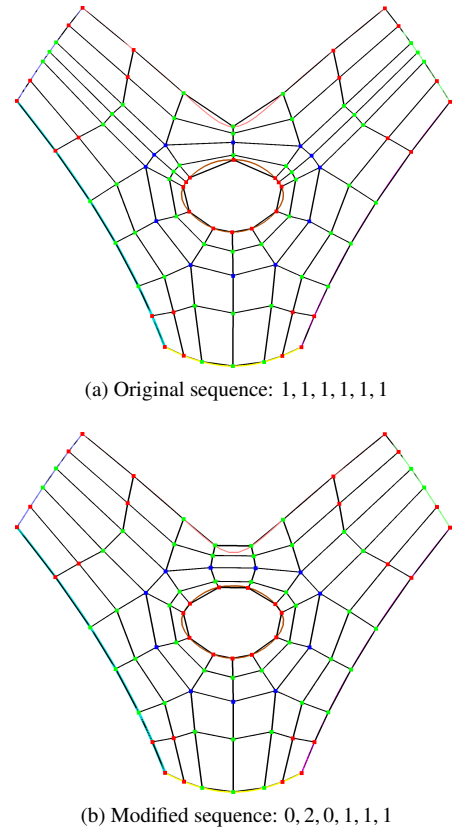 (a) Original sequence: 1, 1, 1, 1, 1, 1
(b) Modified sequence: 0, 2, 0, 1, 1, 1